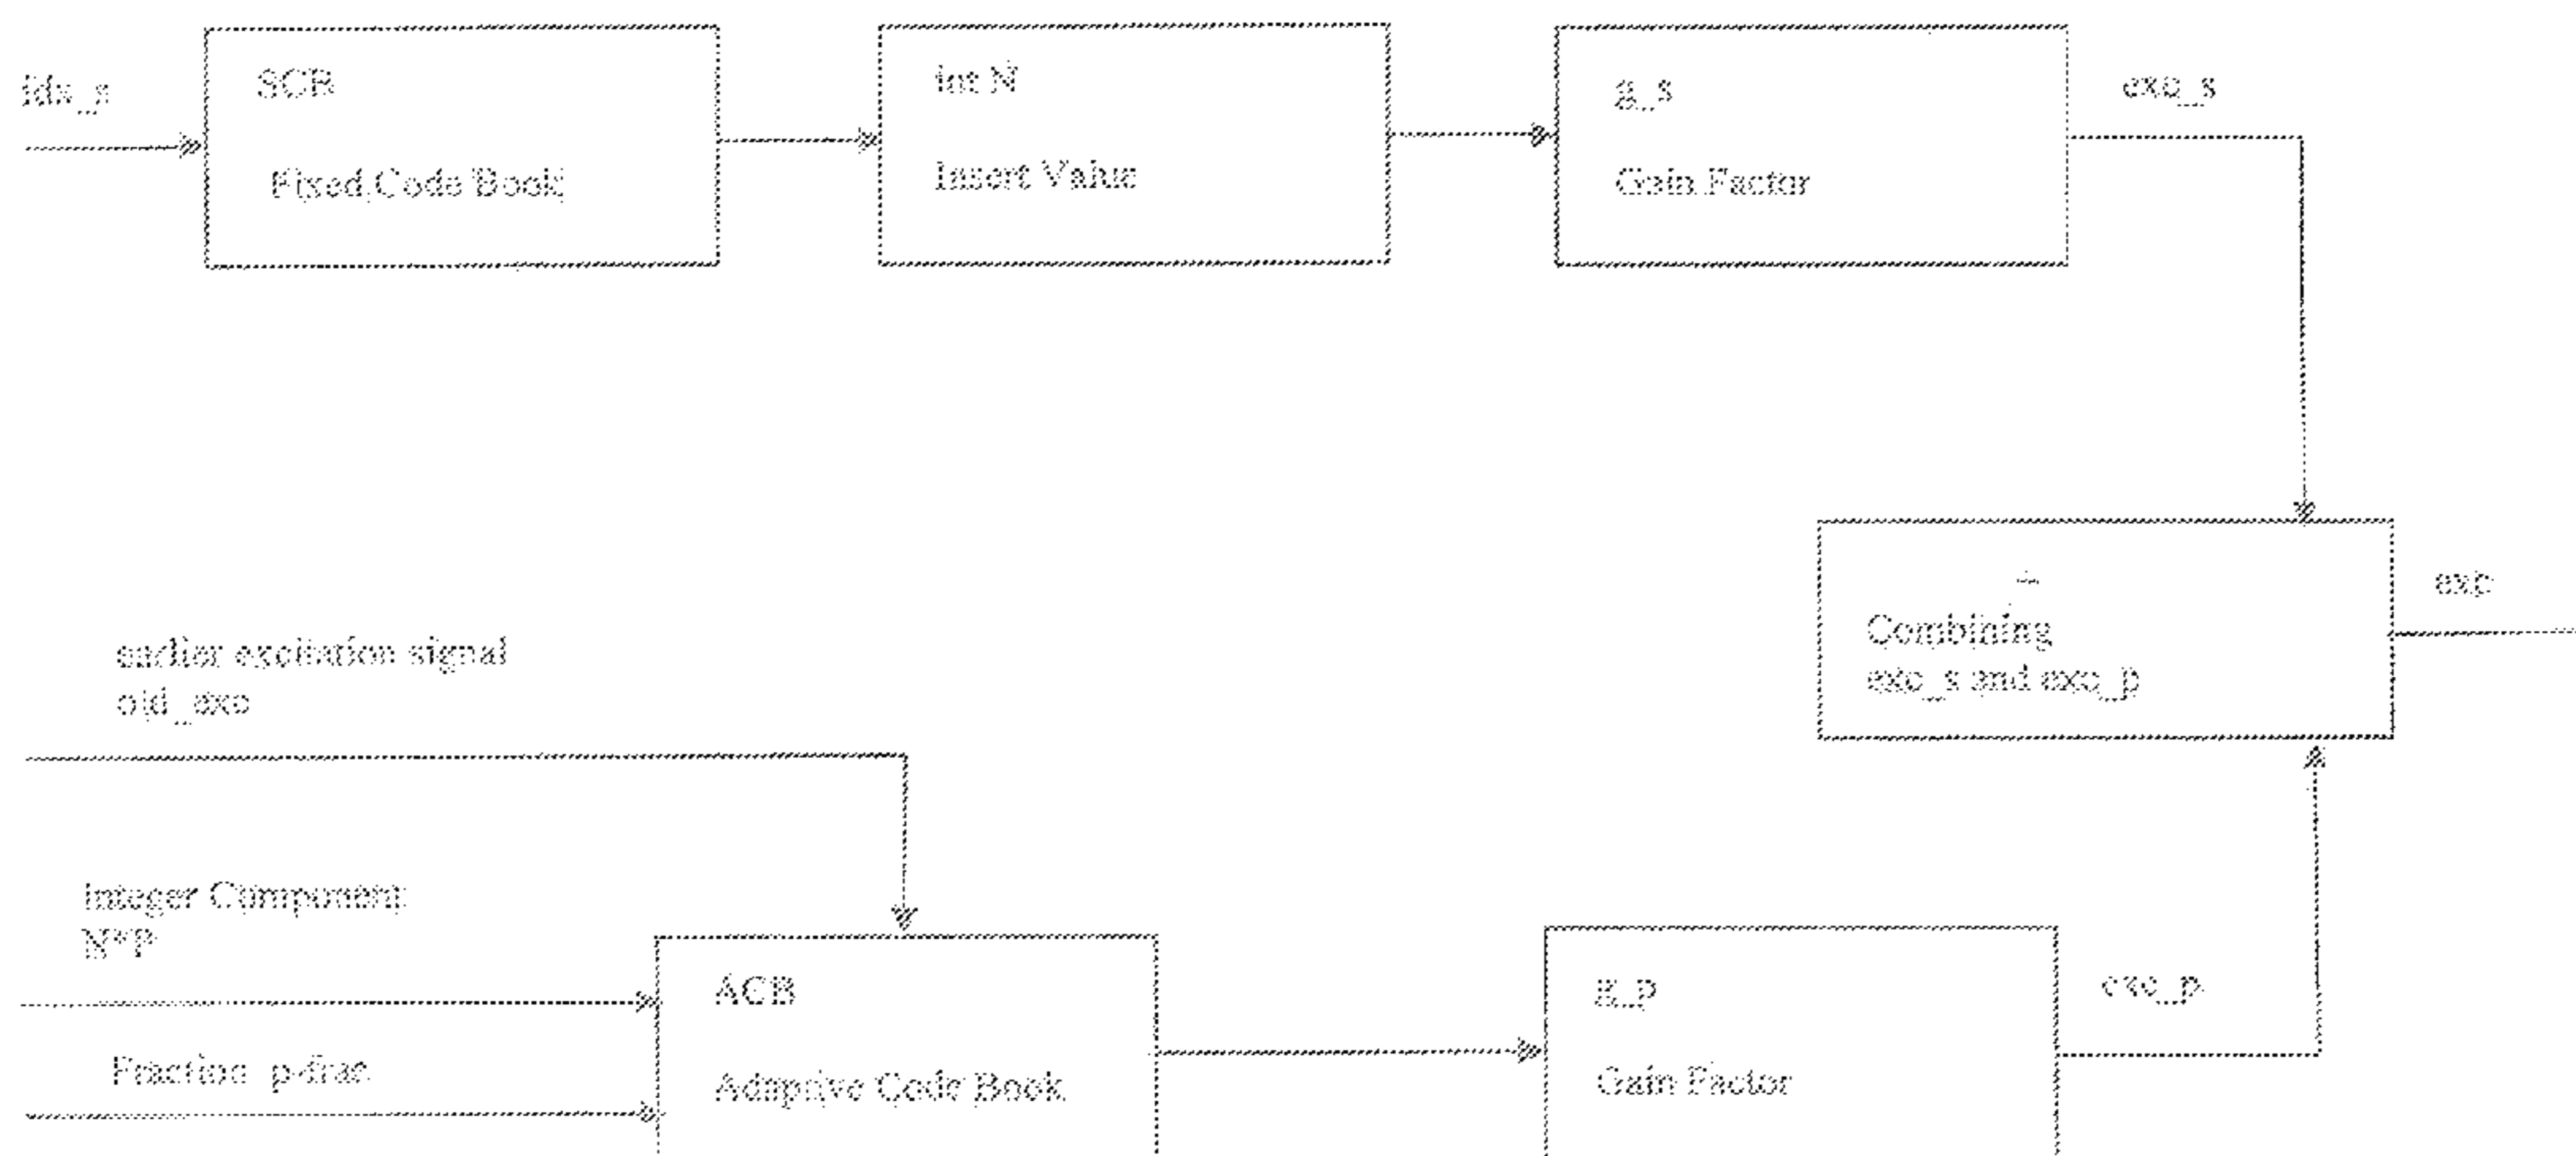 idx_s
SCB
Fixed Code Book
int N
Insert Value
g_s
Gain Factor
exc_s
+
Combining
exc_s and exc_p
exc
earlier excitation signal
old_exc
Integer Component
N*P
Fraction p-frac
ACB
Adaptive Code Book
g_p
Gain Factor
exc_p